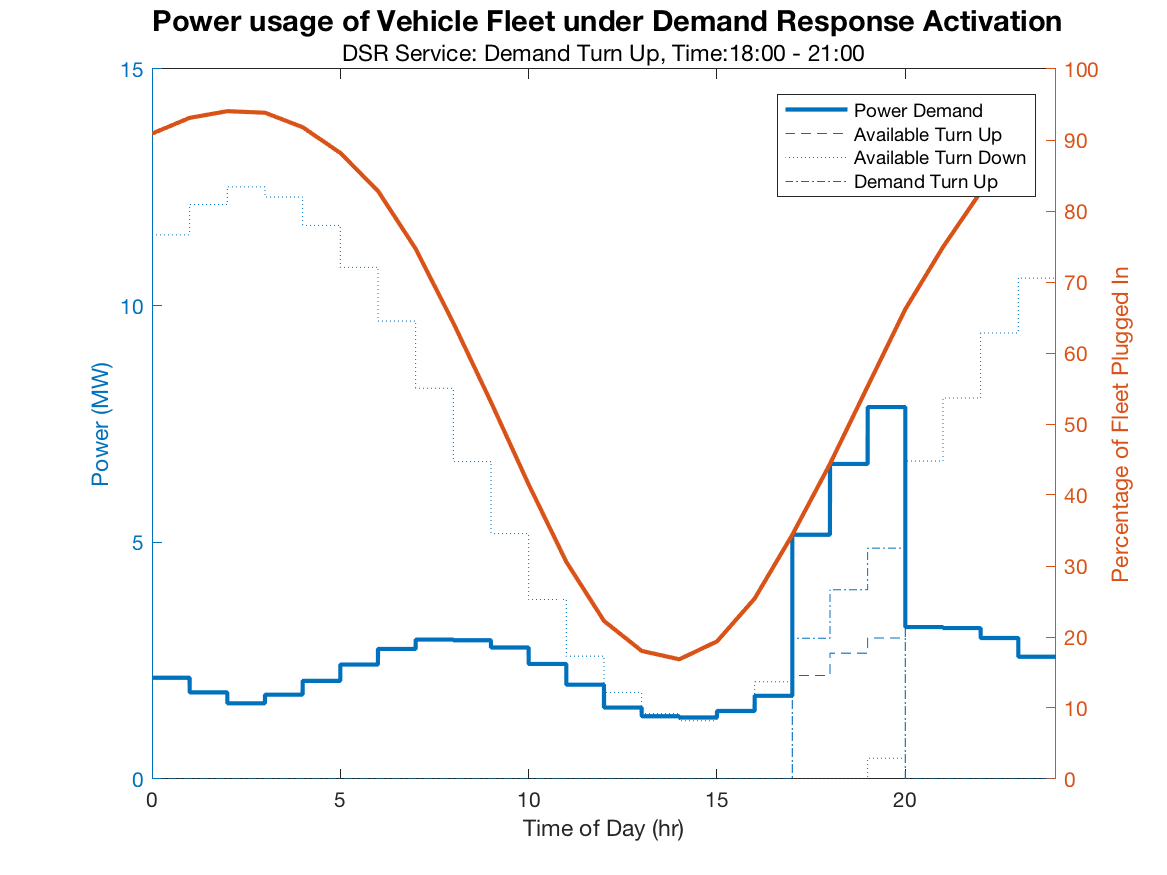 Power usage of Vehicle Fleet under Demand Response Activation
DSR Service: Demand Turn Up, Time:18:00 - 21:00
Power Demand
Available Turn Up
Available Turn Down
Demand Turn Up
15
10
5
0
Power (MW)
100
90
80
70
60
50
40
30
20
10
0
Percentage of Fleet Plugged In
0
5
10
15
20
Time of Day (hr)